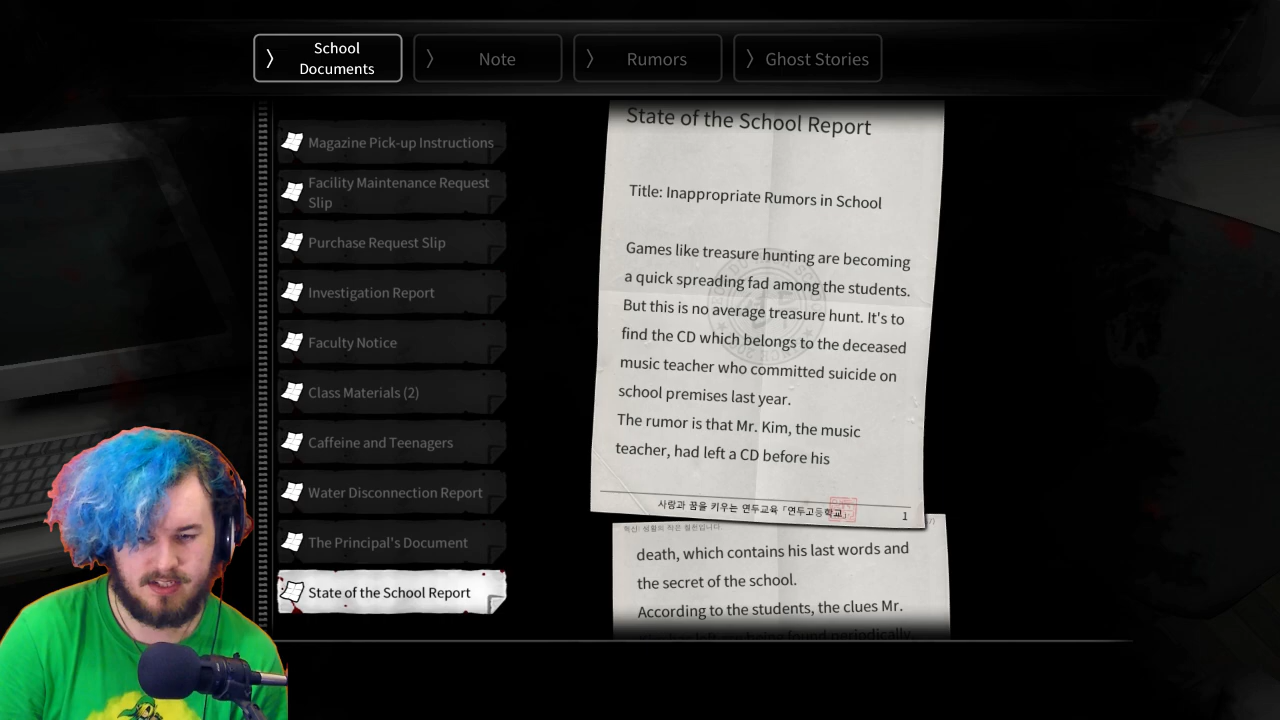 School
Documents
Note
Rumors
Ghost Stories
Magazine Pick-up Instructions
Facility Maintenance Request
Slip
Purchase Request Slip
Investigation Report
Faculty Notice
Class Materials (2)
Caffeine and Teenagers
Water Disconnection Report
The Principal's Document
State of the School Report
State of the School Report
Title: Inappropriate Rumors in School
Games like treasure hunting are becoming
a quick spreading fad among the students.
But this is no average treasure hunt. It's to
find the CD which belongs to the deceased
music teacher who committed suicide on
school premises last year.
The rumor is that Mr. Kim, the music
teacher, had left a CD before his
사랑과 꿈을 키우는 연두교육 「연두고등학교」
1
death, which contains his last words and
the secret of the school.
According to the students, the clues Mr.
being found periodically,